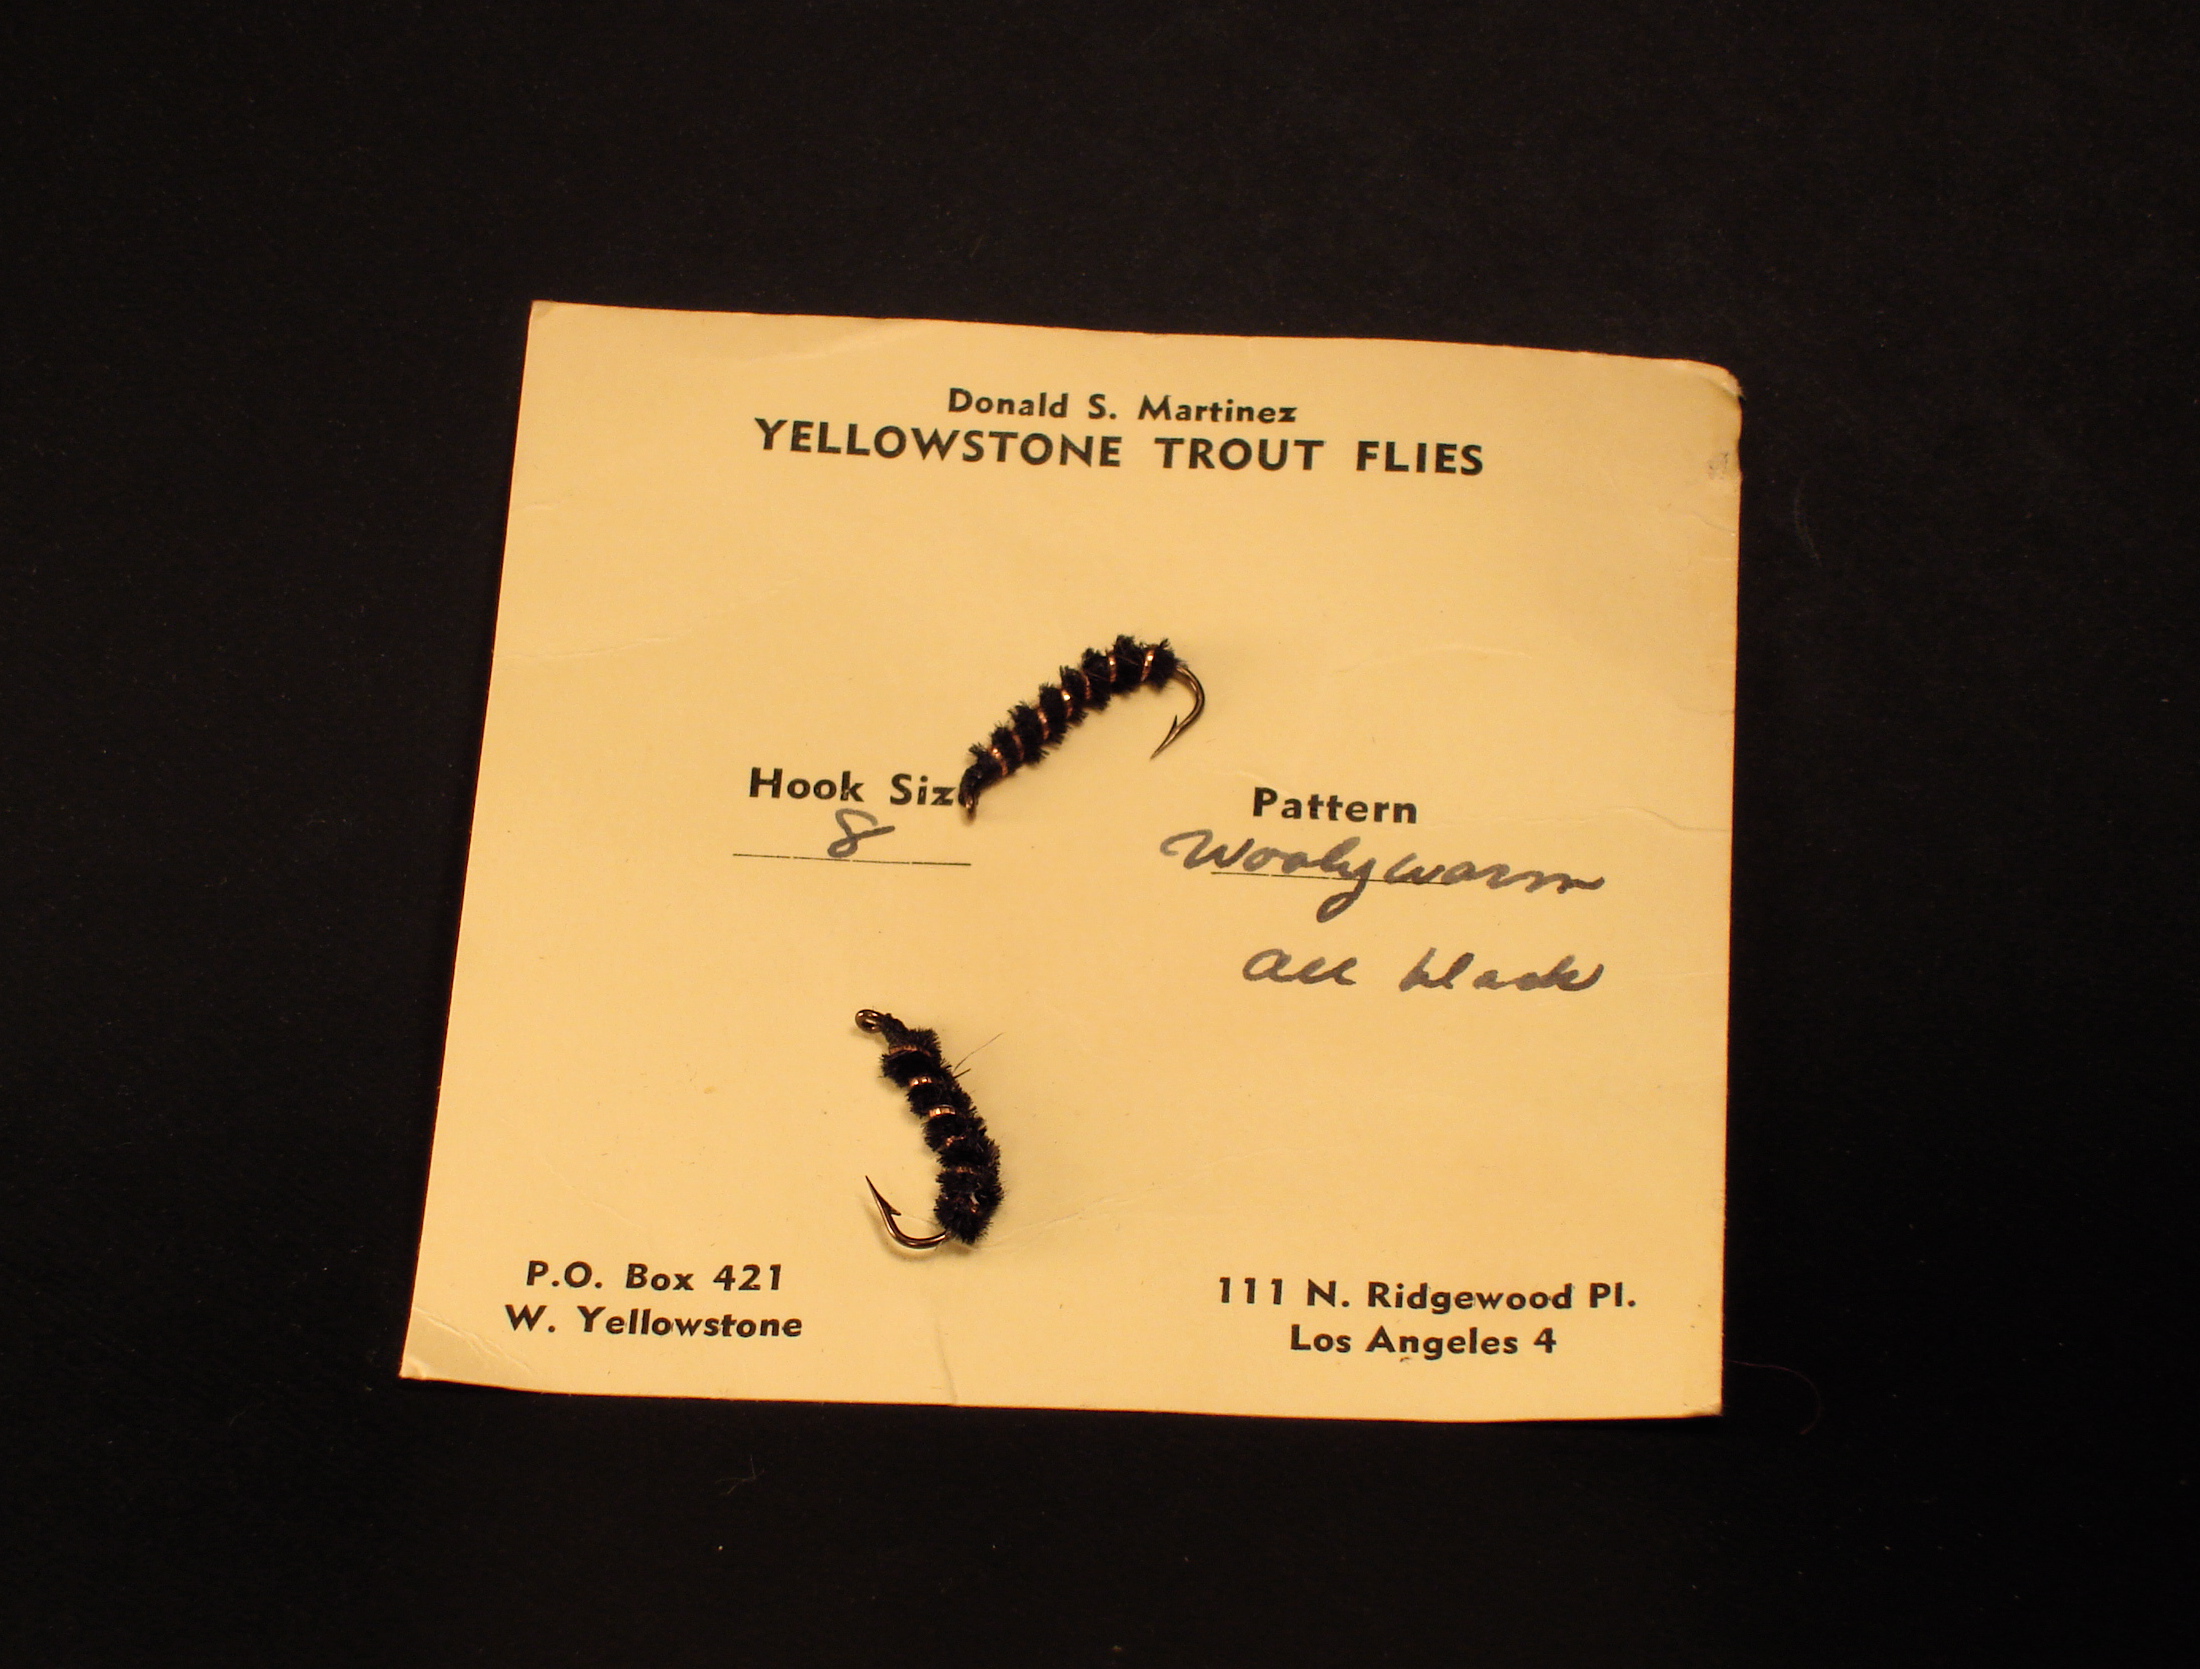 Donald S. Martinez
YELLOWSTONE TROUT FLIES
Hook Siz
8
Pattern
Woolyworm
all black
P.O. Box 421
W. Yellowstone
111 N. Ridgewood Pl.
Los Angeles 4